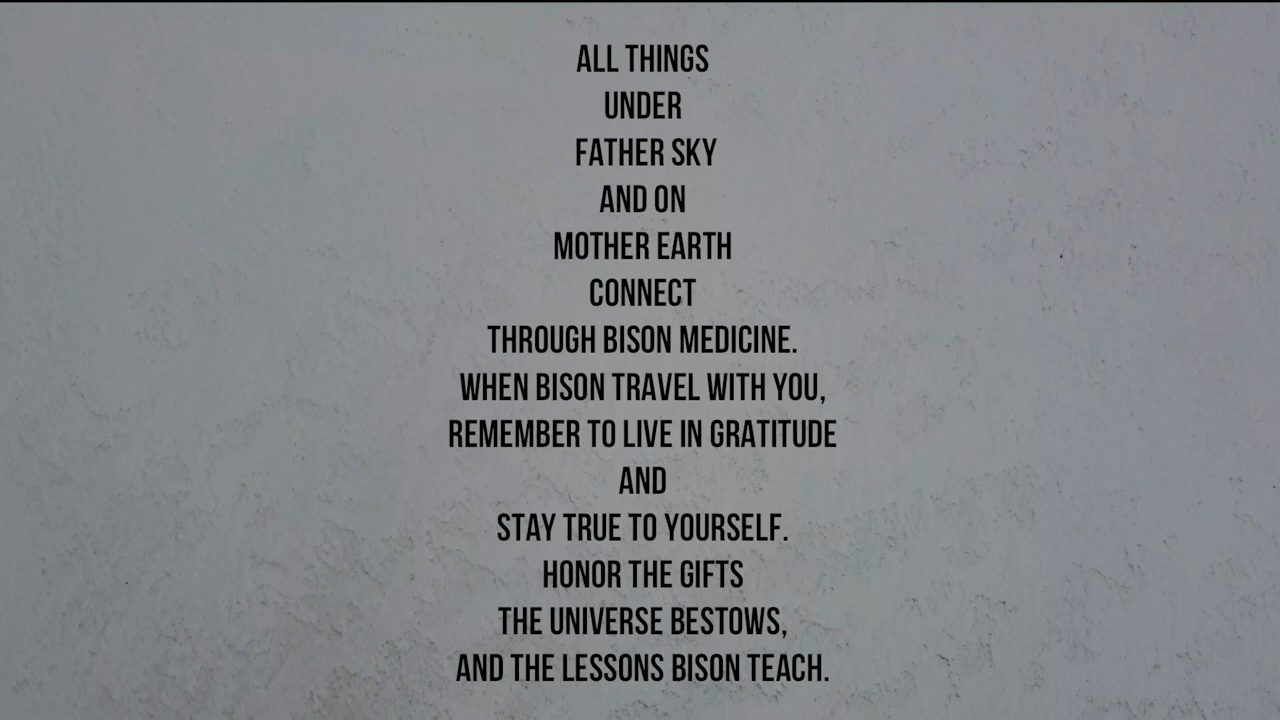 ALL THINGS
UNDER
FATHER SKY
AND ON
MOTHER EARTH
CONNECT
THROUGH BISON MEDICINE.
WHEN BISON TRAVEL WITH YOU,
REMEMBER TO LIVE IN GRATITUDE
AND
STAY TRUE TO YOURSELF.
HONOR THE GIFTS
THE UNIVERSE BESTOWS,
AND THE LESSONS BISON TEACH.